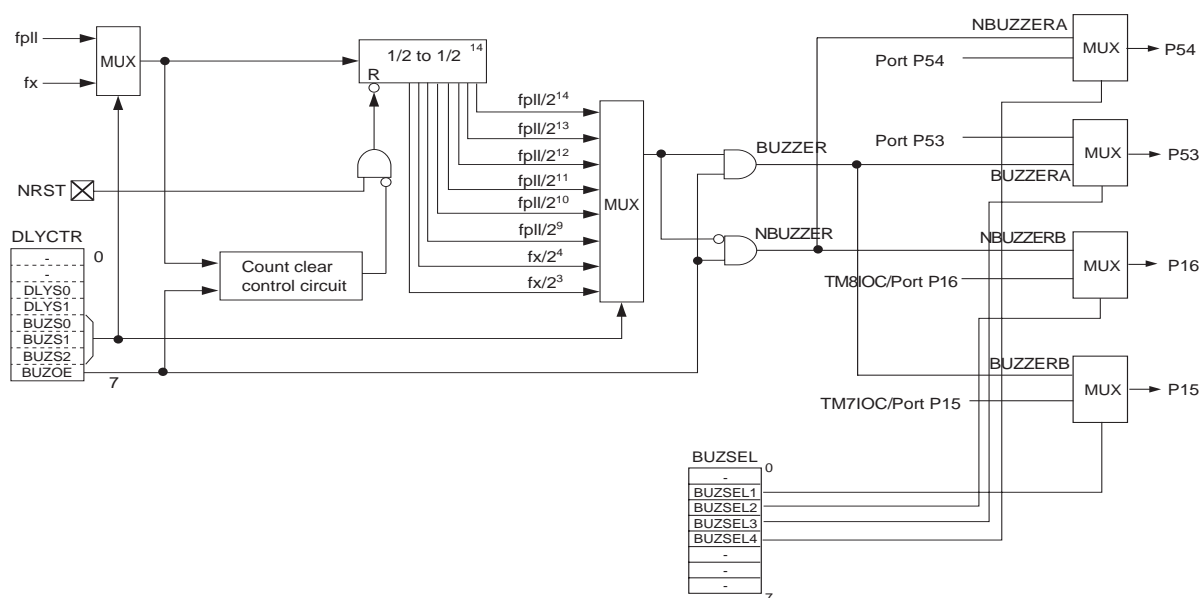 fpll
fx
MUX
1/2 to 1/2¹⁴
R
NRST
DLYCTR
0
-
-
DLYS0
DLYS1
BUZS0
BUZS1
BUZS2
BUZOE
7
Count clear
control circuit
fpll/2¹⁴
fpll/2¹³
fpll/2¹²
fpll/2¹¹
fpll/2¹⁰
fpll/2⁹
fx/2⁴
fx/2³
MUX
BUZZER
NBUZZER
NBUZZERA
Port P54
MUX
P54
Port P53
BUZZERA
MUX
P53
NBUZZERB
TM8IOC/Port P16
MUX
P16
BUZZERB
TM7IOC/Port P15
MUX
P15
BUZSEL
0
-
BUZSEL1
BUZSEL2
BUZSEL3
BUZSEL4
-
-
-
7